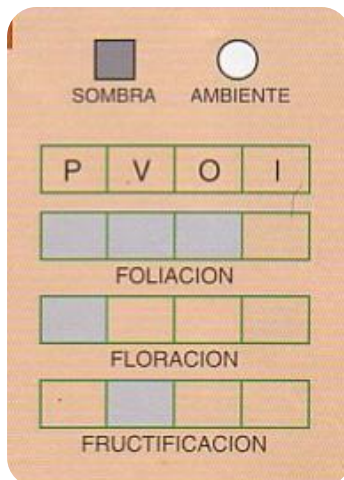 SOMBRA AMBIENTE
P V O I
FOLIACION
FLORACION
FRUCTIFICACION